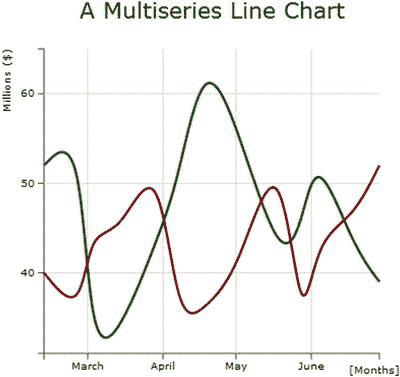 A Multiseries Line Chart
Millions ($)
60
50
40
March April May June [Months]